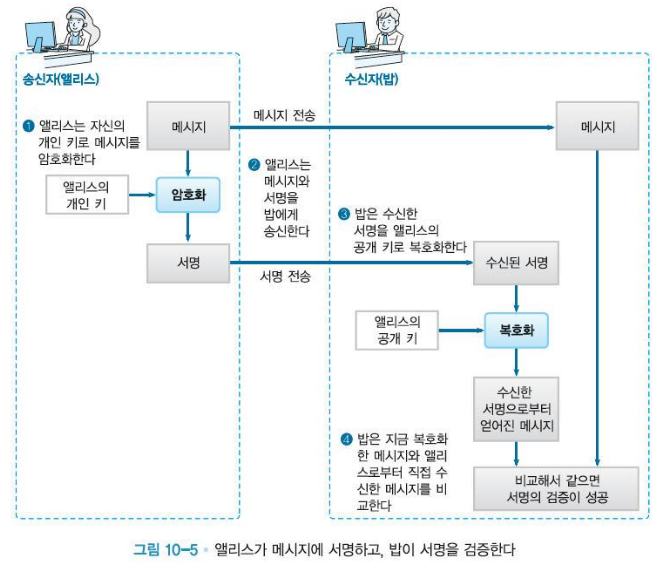 송신자(앨리스)
수신자(밥)
❶ 앨리스는 자신의
개인 키로 메시지를
암호화한다
메시지
메시지 전송
메시지
앨리스의
개인 키
암호화
❷ 앨리스는
메시지와
서명을
밥에게
송신한다
❸ 밥은 수신한
서명을 앨리스의
공개 키로 복호화한다
서명
서명 전송
수신된 서명
앨리스의
공개 키
복호화
수신한
서명으로부터
얻어진 메시지
❹ 밥은 지금 복호화
한 메시지와 앨리
스로부터 직접 수
신한 메시지를 비
교한다
비교해서 같으면
서명의 검증이 성공
그림 10-5 • 앨리스가 메시지에 서명하고, 밥이 서명을 검증한다